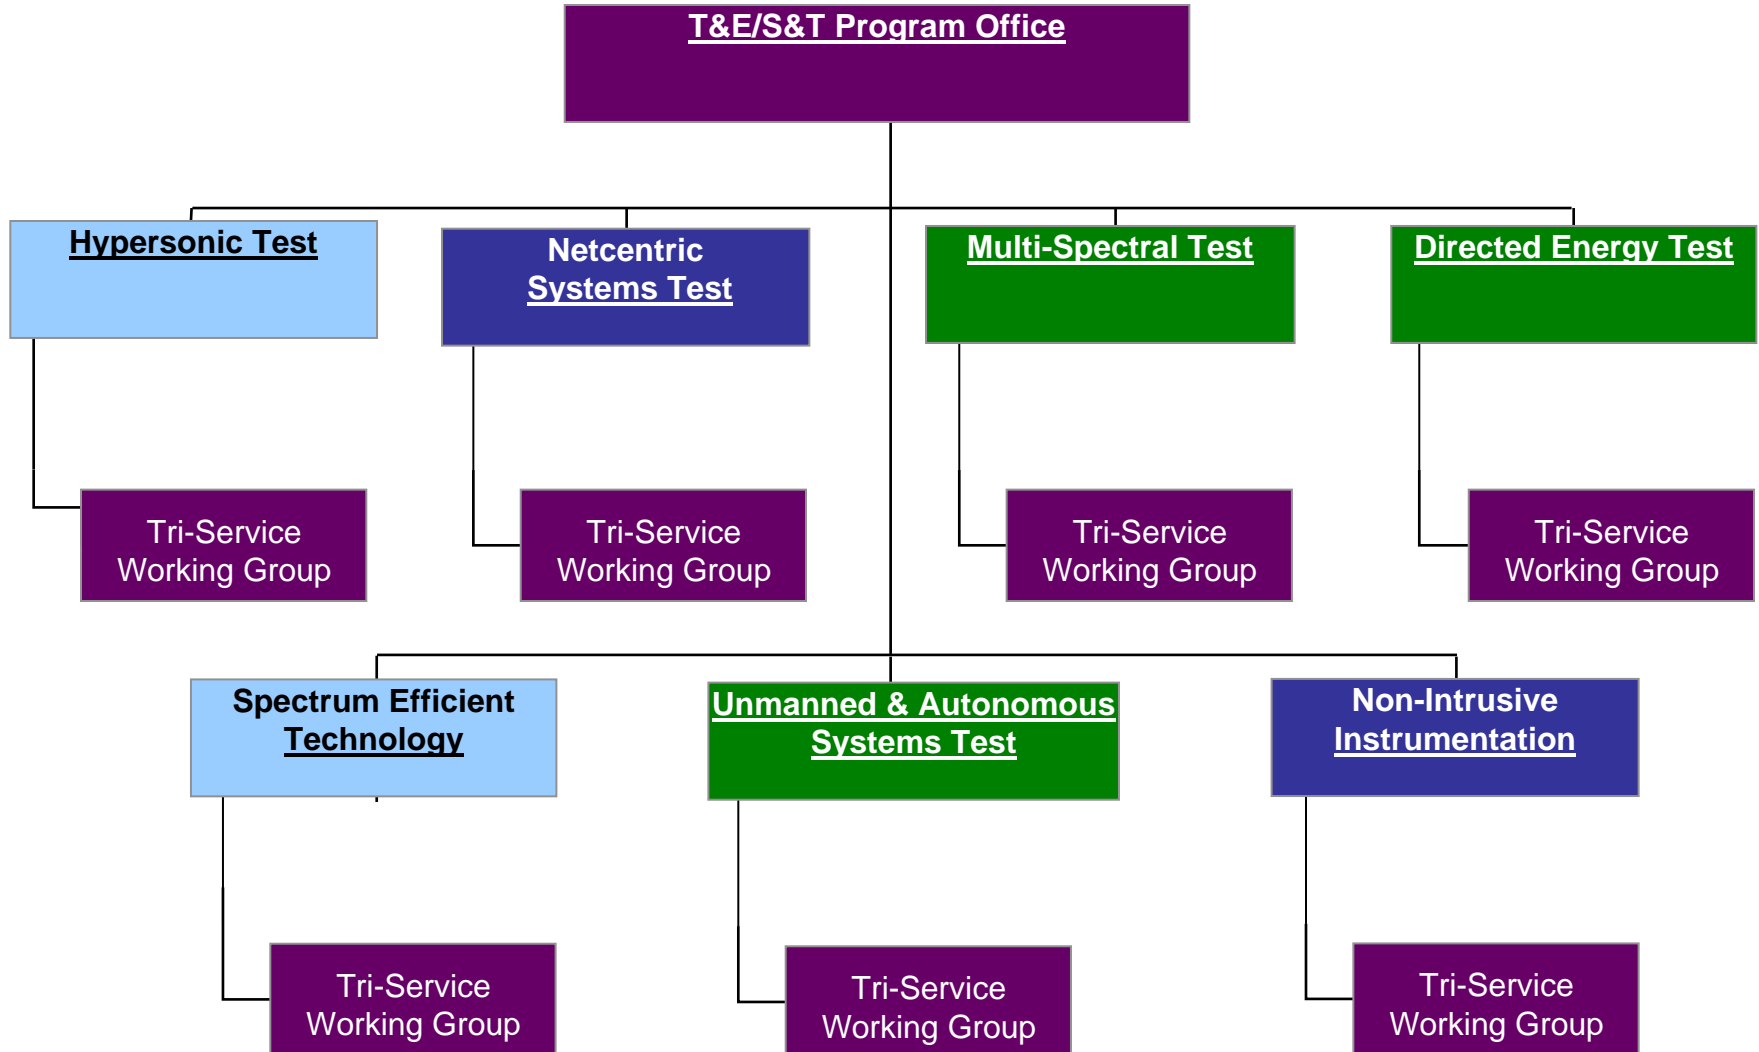 T&E/S&T Program Office
Hypersonic Test
Netcentric
Systems Test
Multi-Spectral Test
Directed Energy Test
Tri-Service
Working Group
Tri-Service
Working Group
Tri-Service
Working Group
Tri-Service
Working Group
Spectrum Efficient
Technology
Unmanned & Autonomous
Systems Test
Non-Intrusive
Instrumentation
Tri-Service
Working Group
Tri-Service
Working Group
Tri-Service
Working Group